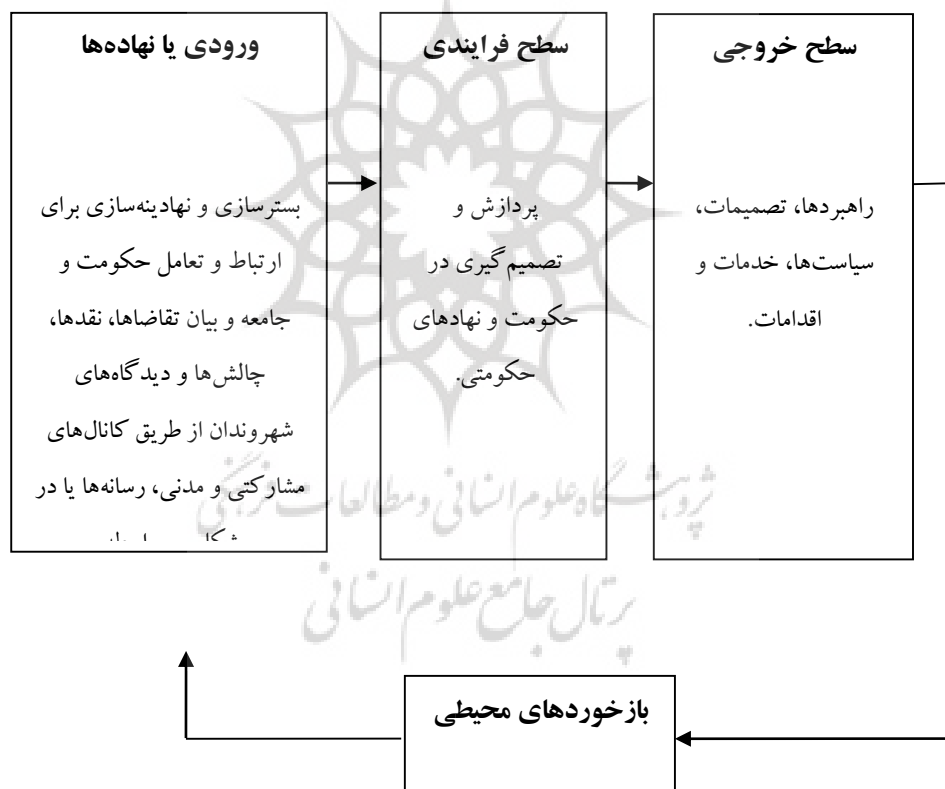 ورودی یا نهاده‌ها
بسترسازی و نهادینه‌سازی برای
ارتباط و تعامل حکومت و
جامعه و بیان تقاضاها، نقدها،
چالش‌ها و دیدگاه‌های
شهروندان از طریق کانال‌های
مشارکتی و مدنی، رسانه‌ها یا در
سطح فرایندی
پردازش و
تصمیم‌گیری در
حکومت و نهادهای
حکومتی.
سطح خروجی
راهبردها، تصمیمات،
سیاست‌ها، خدمات و
اقدامات.
پژوهشگاه علوم انسانی و مطالعات فرهنگی
پرتال جامع علوم انسانی
بازخوردهای محیطی